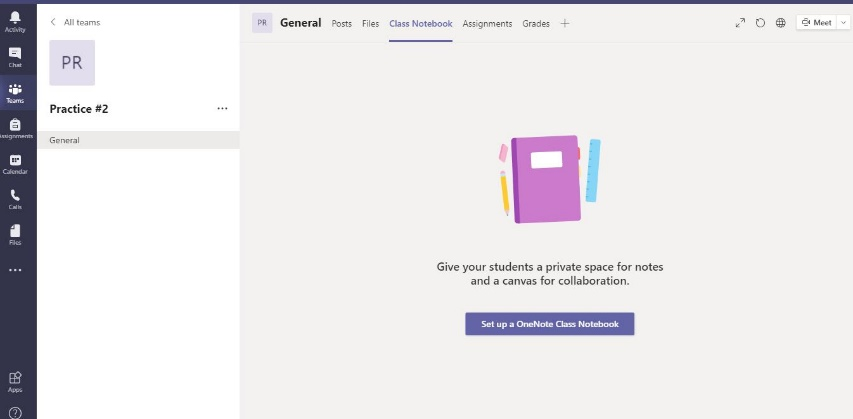 Activity
Chat
Teams
Assignments
Calendar
Calls
Files
Apps
All teams
PR
Practice #2
General
PR General Posts Files Class Notebook Assignments Grades
Meet
Give your students a private space for notes
and a canvas for collaboration.
Set up a OneNote Class Notebook